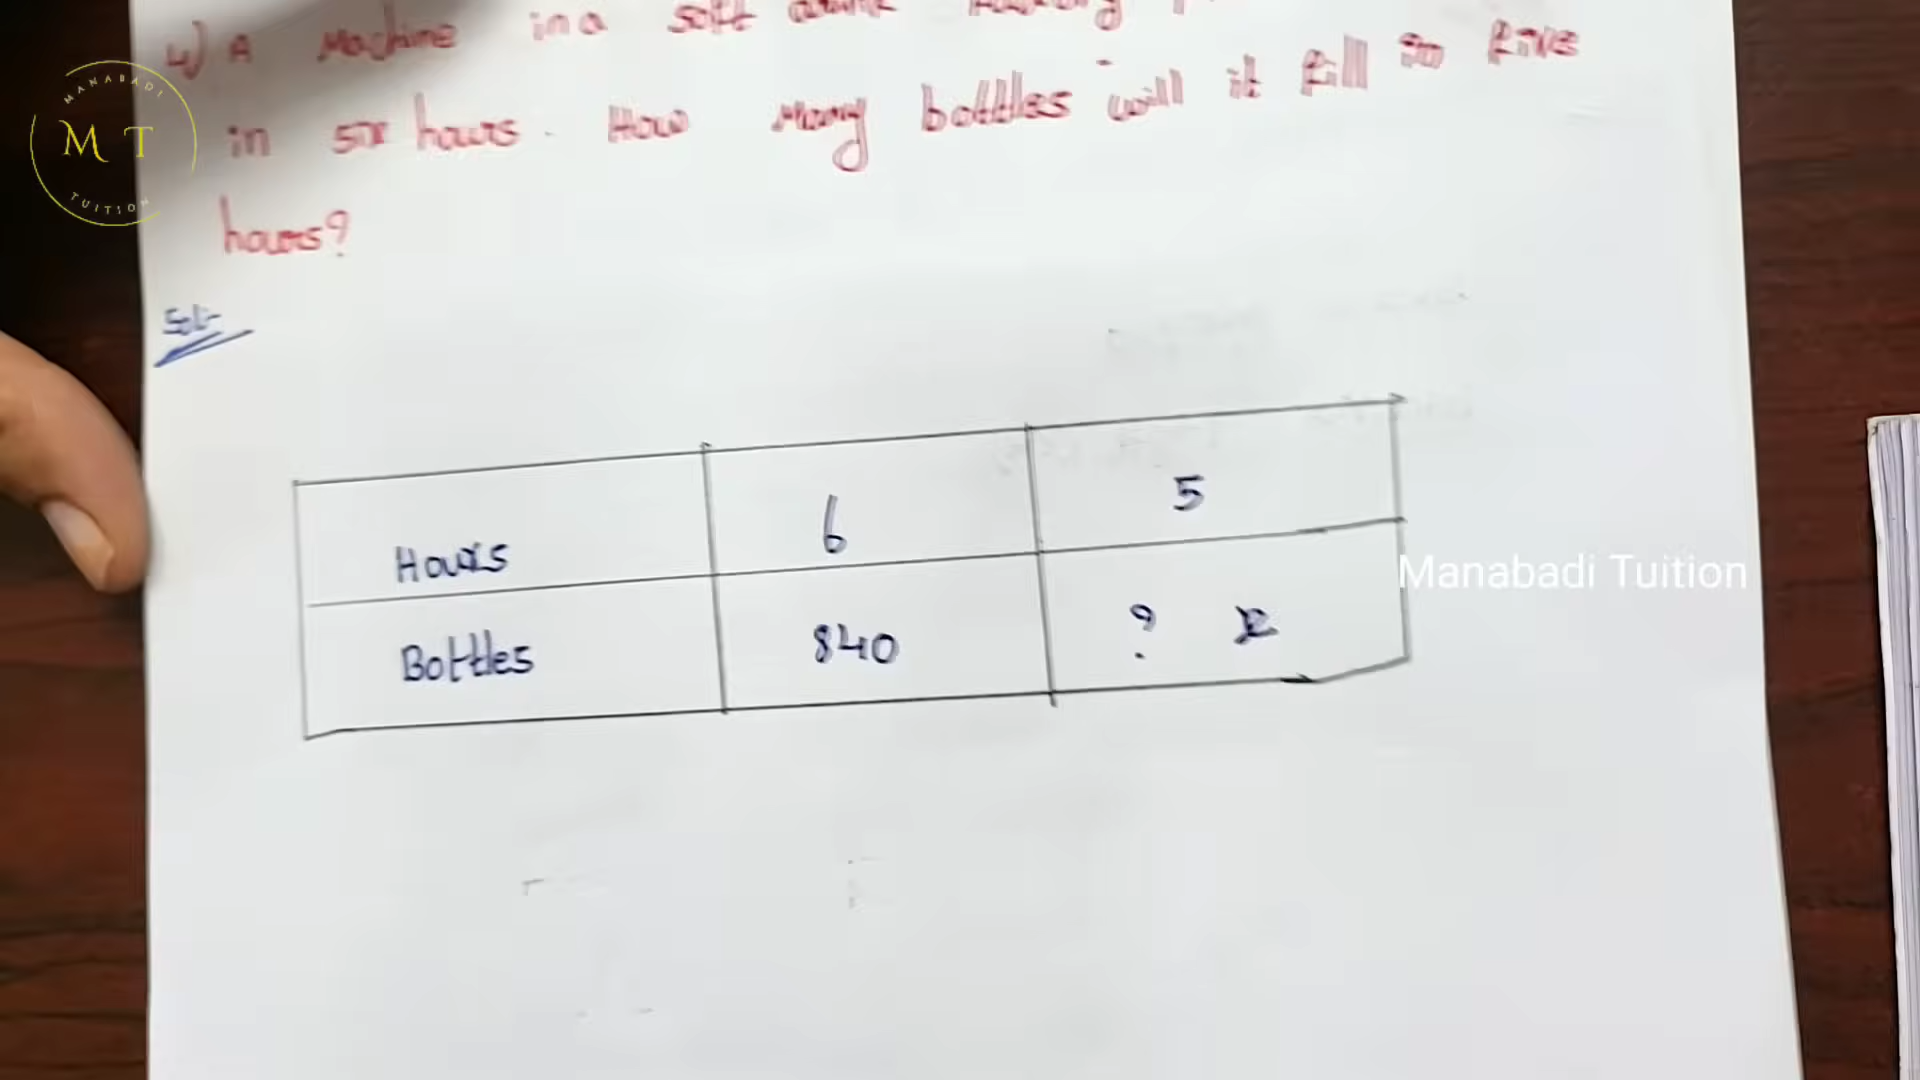 4) A Machine in a soft drink
in six hours. How many bottles will it fill in five
hours?
Sol:-
Hours 6 5
Bottles 840 ? x
MANABADI
M T
TUITION
Manabadi Tuition